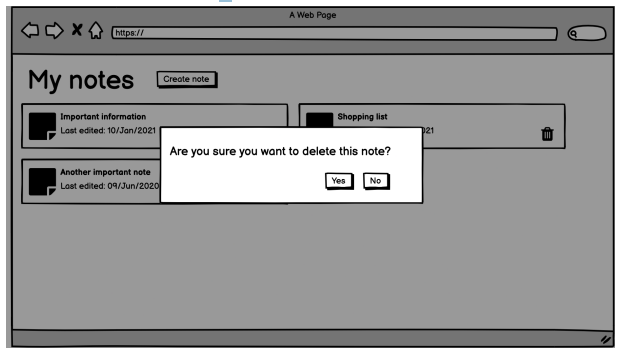 A Web Page
https://
My notes
Create note
Important information
Last edited: 10/Jan/2021
Shopping list
021
Another important note
Last edited: 09/Jun/2020
Are you sure you want to delete this note?
Yes
No